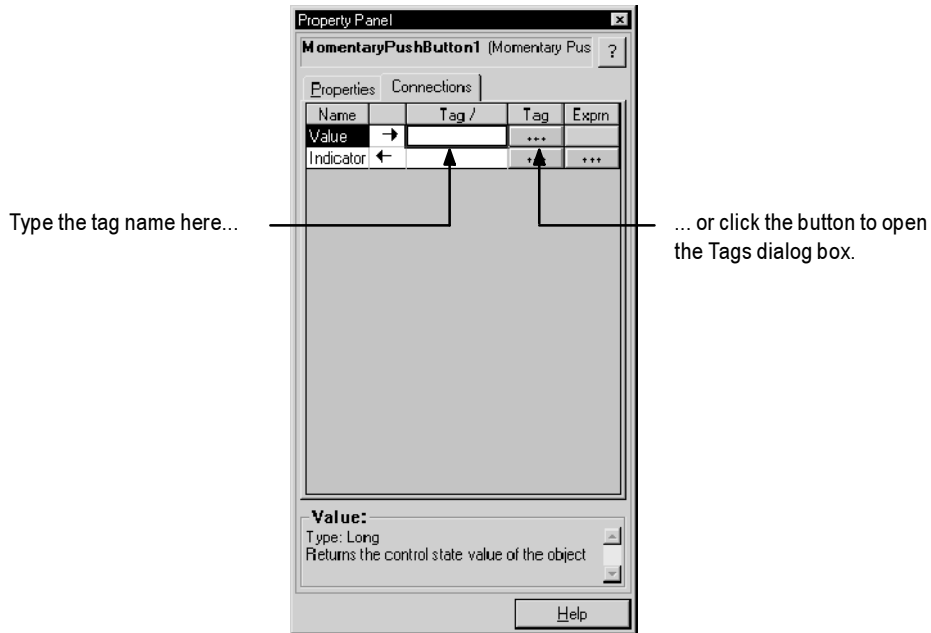 Property Panel
MomentaryPushButton1 (Momentary Pus ?
Properties Connections
Name Tag / Tag Exprn
Value → ...
Indicator ← ...
Type the tag name here...
... or click the button to open
the Tags dialog box.
Value:
Type: Long
Returns the control state value of the object
Help